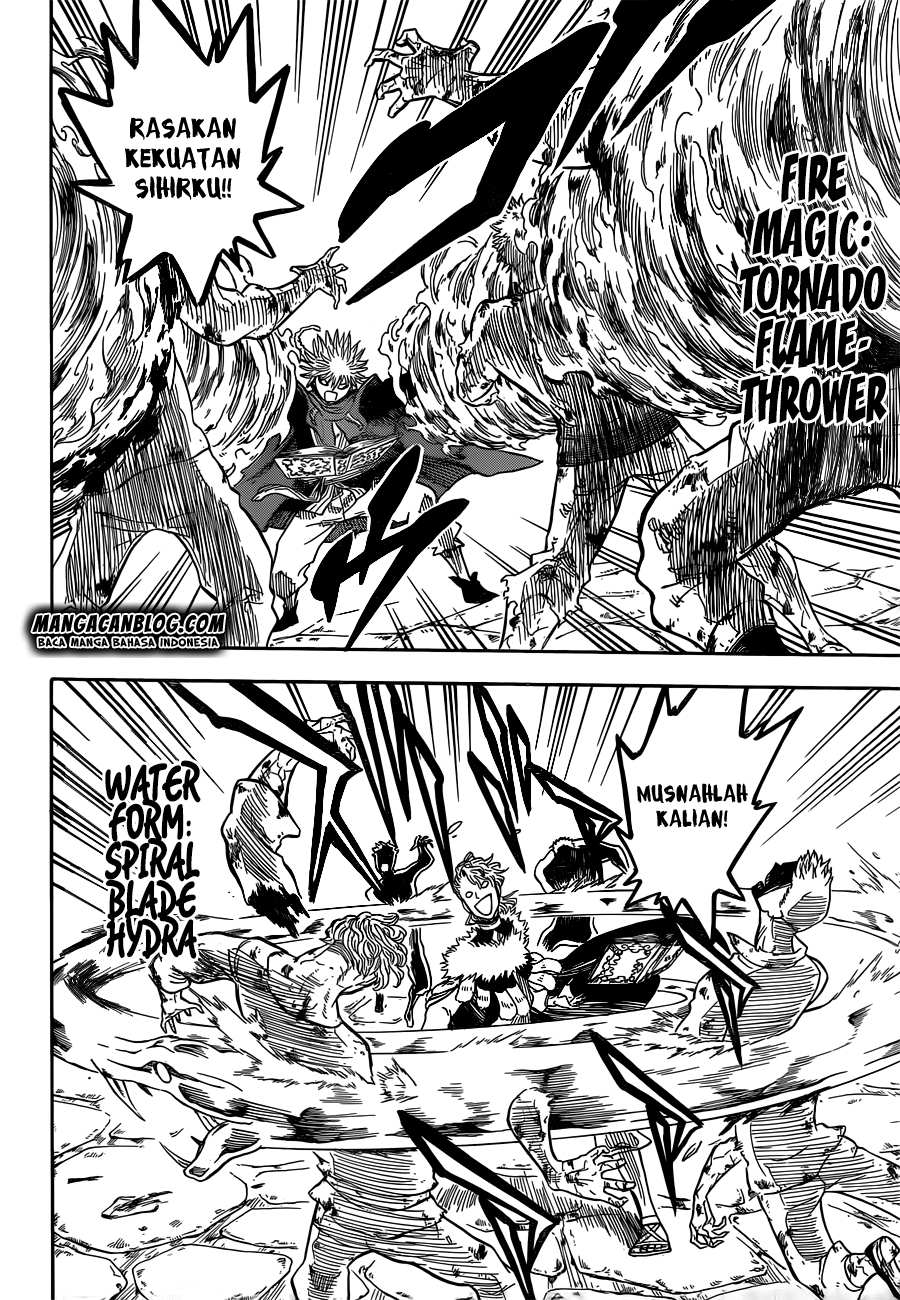 RASAKAN
KEKUATAN
SIHIRKU!!
FIRE
MAGIC:
TORNADO
FLAME-
THROWER
MANGACANBLOG.COM
BACA MANGA BAHASA INDONESIA
MUSNAHLAH
KALIAN!
WATER
FORM:
SPIRAL
BLADE
HYDRA